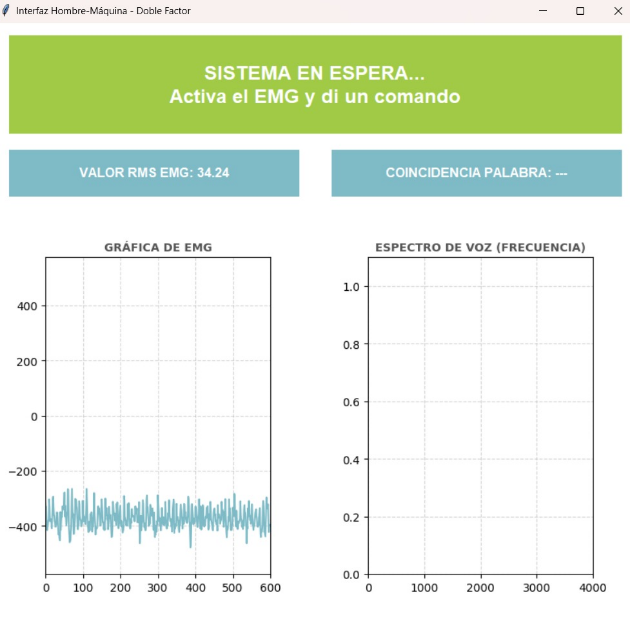 Interfaz Hombre-Máquina - Doble Factor
SISTEMA EN ESPERA...
Activa el EMG y di un comando
VALOR RMS EMG: 34.24
COINCIDENCIA PALABRA: ---
GRÁFICA DE EMG
400
200
0
−200
−400
0 100 200 300 400 500 600
ESPECTRO DE VOZ (FRECUENCIA)
1.0
0.8
0.6
0.4
0.2
0.0
0 1000 2000 3000 4000